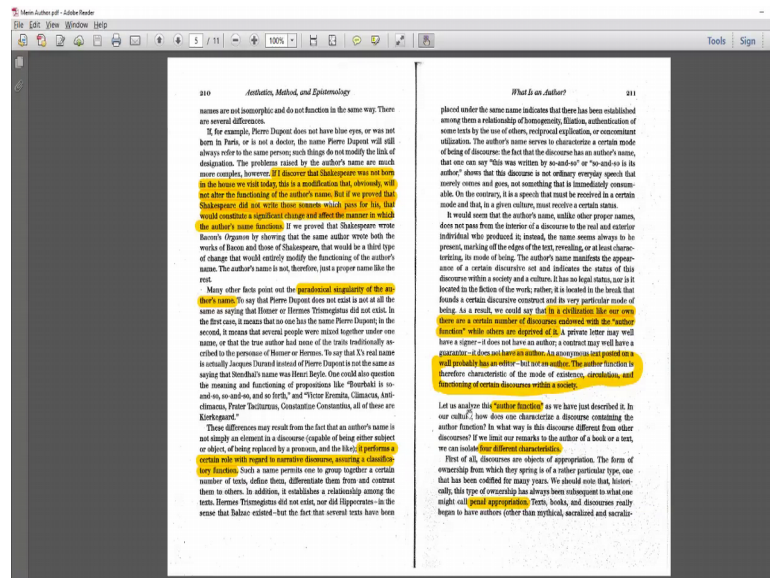 Merin Author.pdf - Adobe Reader
File Edit View Window Help
5 / 11
100%
Tools
Sign
210 Aesthetics, Method, and Epistemology
names are not isomorphic and do not function in the same way. There
are several differences.
If, for example, Pierre Dupont does not have blue eyes, or was not
born in Paris, or is not a doctor, the name Pierre Dupont will still
always refer to the same person; such things do not modify the link of
designation. The problems raised by the author's name are much
more complex, however. If I discover that Shakespeare was not born
in the house we visit today, this is a modification that, obviously, will
not alter the functioning of the author's name. But if we proved that
Shakespeare did not write those sonnets which pass for his, that
would constitute a significant change and affect the manner in which
the author's name functions. If we proved that Shakespeare wrote
Bacon's Organon by showing that the same author wrote both the
works of Bacon and those of Shakespeare, that would be a third type
of change that would entirely modify the functioning of the author's
name. The author's name is not, therefore, just a proper name like the
rest.
Many other facts point out the paradoxical singularity of the au-
thor's name. To say that Pierre Dupont does not exist is not at all the
same as saying that Homer or Hermes Trismegistus did not exist. In
the first case, it means that no one has the name Pierre Dupont; in the
second, it means that several people were mixed together under one
name, or that the true author had none of the traits traditionally as-
cribed to the personae of Homer or Hermes. To say that X's real name
is actually Jacques Durand instead of Pierre Dupont is not the same as
saying that Stendhal's name was Henri Beyle. One could also question
the meaning and functioning of propositions like "Bourbaki is so-
and-so, so-and-so, and so forth," and "Victor Eremita, Climacus, Anti-
climacus, Frater Taciturnus, Constantine Constantius, all of these are
Kierkegaard."
These differences may result from the fact that an author's name is
not simply an element in a discourse (capable of being either subject
or object, of being replaced by a pronoun, and the like); it performs a
certain role with regard to narrative discourse, assuring a classifica-
tory function. Such a name permits one to group together a certain
number of texts, define them, differentiate them from and contrast
them to others. In addition, it establishes a relationship among the
texts. Hermes Trismegistus did not exist, nor did Hippocrates–in the
sense that Balzac existed–but the fact that several texts have been
What Is an Author? 211
placed under the same name indicates that there has been established
among them a relationship of homogeneity, filiation, authentication of
some texts by the use of others, reciprocal explication, or concomitant
utilization. The author's name serves to characterize a certain mode
of being of discourse: the fact that the discourse has an author's name,
that one can say "this was written by so-and-so" or "so-and-so is its
author," shows that this discourse is not ordinary everyday speech that
merely comes and goes, not something that is immediately consum-
able. On the contrary, it is a speech that must be received in a certain
mode and that, in a given culture, must receive a certain status.
It would seem that the author's name, unlike other proper names,
does not pass from the interior of a discourse to the real and exterior
individual who produced it; instead, the name seems always to be
present, marking off the edges of the text, revealing, or at least charac-
terizing, its mode of being. The author's name manifests the appear-
ance of a certain discursive set and indicates the status of this
discourse within a society and a culture. It has no legal status, nor is it
located in the fiction of the work; rather, it is located in the break that
founds a certain discursive construct and its very particular mode of
being. As a result, we could say that in a civilization like our own
there are a certain number of discourses endowed with the "author
function" while others are deprived of it. A private letter may well
have a signer–it does not have an author; a contract may well have a
guarantor–it does not have an author. An anonymous text posted on a
wall probably has an editor–but not an author. The author function is
therefore characteristic of the mode of existence, circulation, and
functioning of certain discourses within a society.
Let us analyze this "author function" as we have just described it. In
our culture, how does one characterize a discourse containing the
author function? In what way is this discourse different from other
discourses? If we limit our remarks to the author of a book or a text,
we can isolate four different characteristics.
First of all, discourses are objects of appropriation. The form of
ownership from which they spring is of a rather particular type, one
that has been codified for many years. We should note that, histori-
cally, this type of ownership has always been subsequent to what one
might call penal appropriation. Texts, books, and discourses really
began to have authors (other than mythical, sacralized and sacraliz-